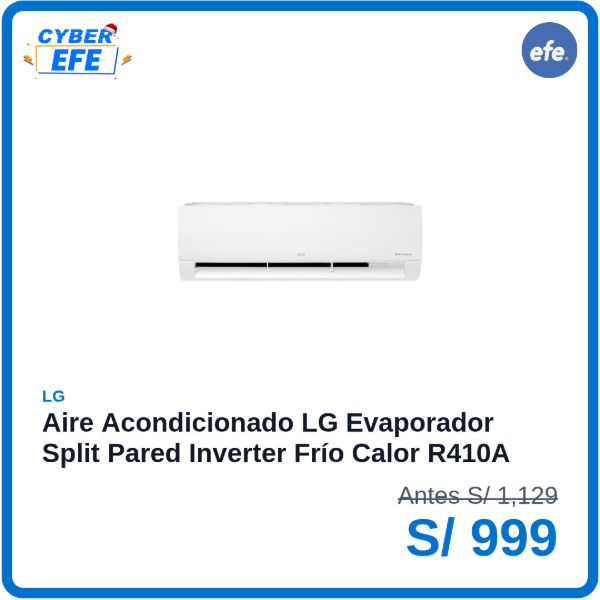 CYBER
EFE
efe.
LG
Aire Acondicionado LG Evaporador
Split Pared Inverter Frío Calor R410A
Antes S/ 1,129
S/ 999